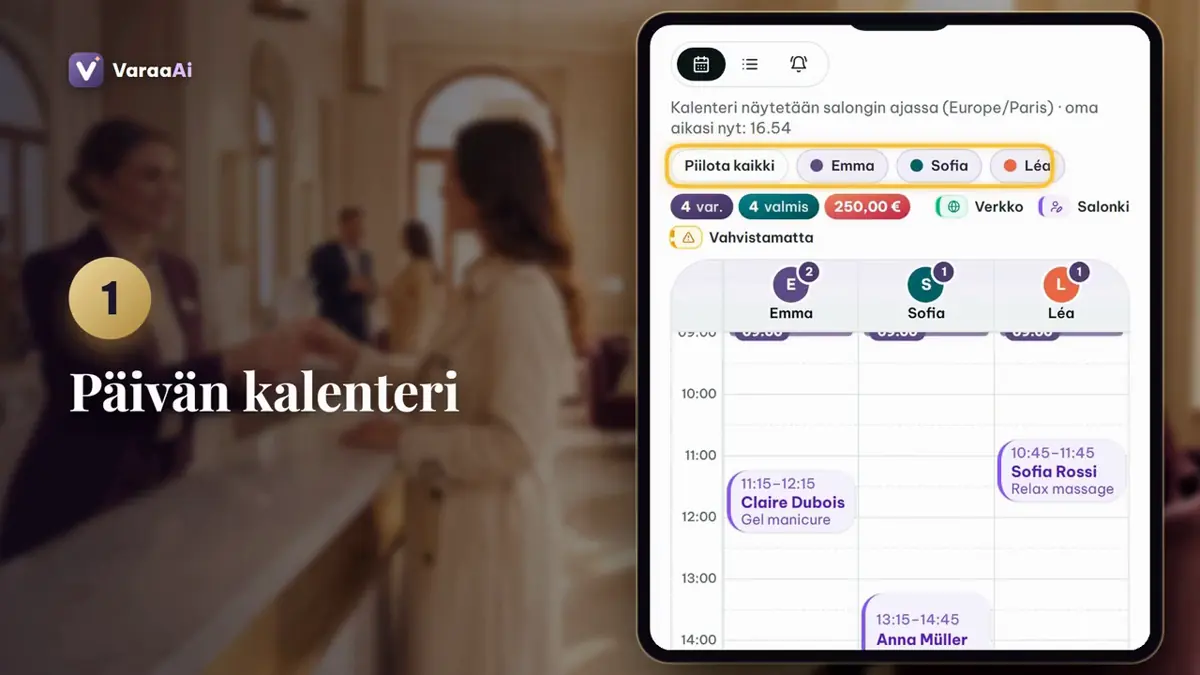 VaraaAi
1
Päivän kalenteri
Kalenteri näytetään salongin ajassa (Europe/Paris) · oma
aikasi nyt: 16.54
Piilota kaikki
Emma
Sofia
Léa
4 var.
4 valmis
250,00 €
Verkko
Salonki
Vahvistamatta
E
2
S
1
L
1
Emma
Sofia
Léa
09:00
10:00
11:00
12:00
13:00
14:00
11:15–12:15
Claire Dubois
Gel manicure
13:15–14:45
Anna Müller
10:45–11:45
Sofia Rossi
Relax massage